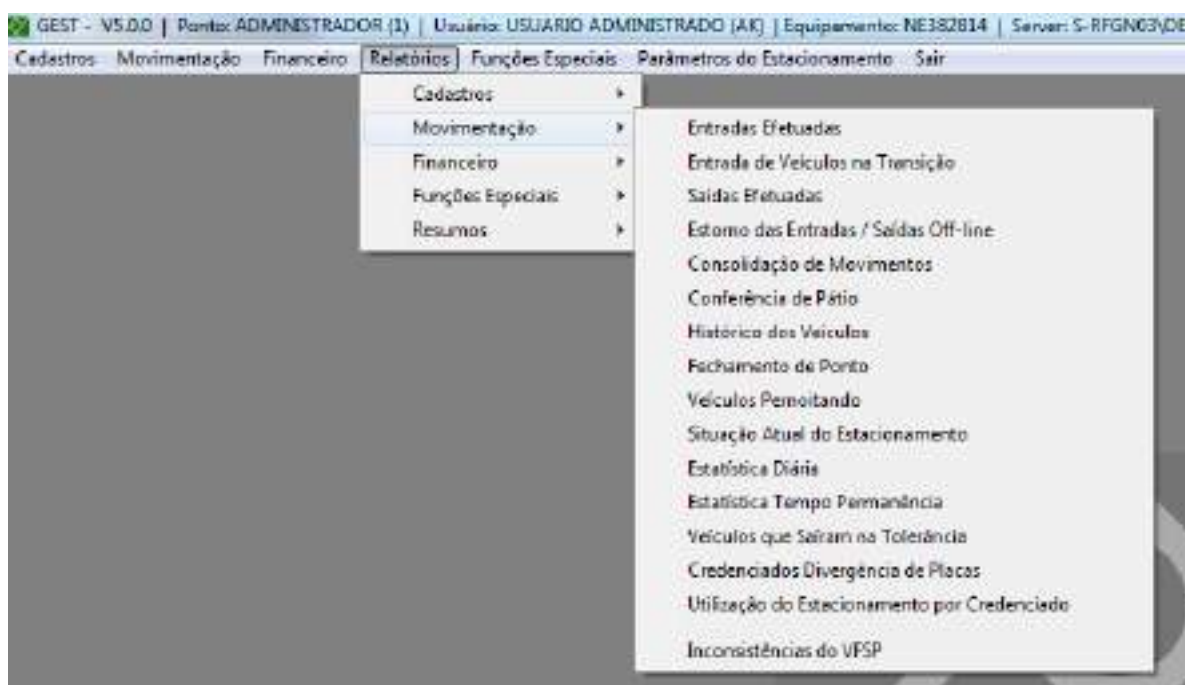 GEST - V5.0.0 | Ponto: ADMINISTRADOR (1) | Usuário: USUARIO ADMINISTRADO (AK) | Equipamento: NE382814 | Server: S-RFGN03\DE
Cadastros Movimentação Financeiro Relatórios Funções Especiais Parâmetros do Estacionamento Sair
Cadastros
Movimentação
Financeiro
Funções Especiais
Resumos
Entradas Efetuadas
Entrada de Veículos na Transição
Saídas Efetuadas
Estorno das Entradas / Saídas Off-line
Consolidação de Movimentos
Conferência de Pátio
Histórico dos Veículos
Fechamento de Ponto
Veículos Pernoitando
Situação Atual do Estacionamento
Estatística Diária
Estatística Tempo Permanência
Veículos que Saíram na Tolerância
Credenciados Divergência de Placas
Utilização do Estacionamento por Credenciado
Inconsistências do VFSP